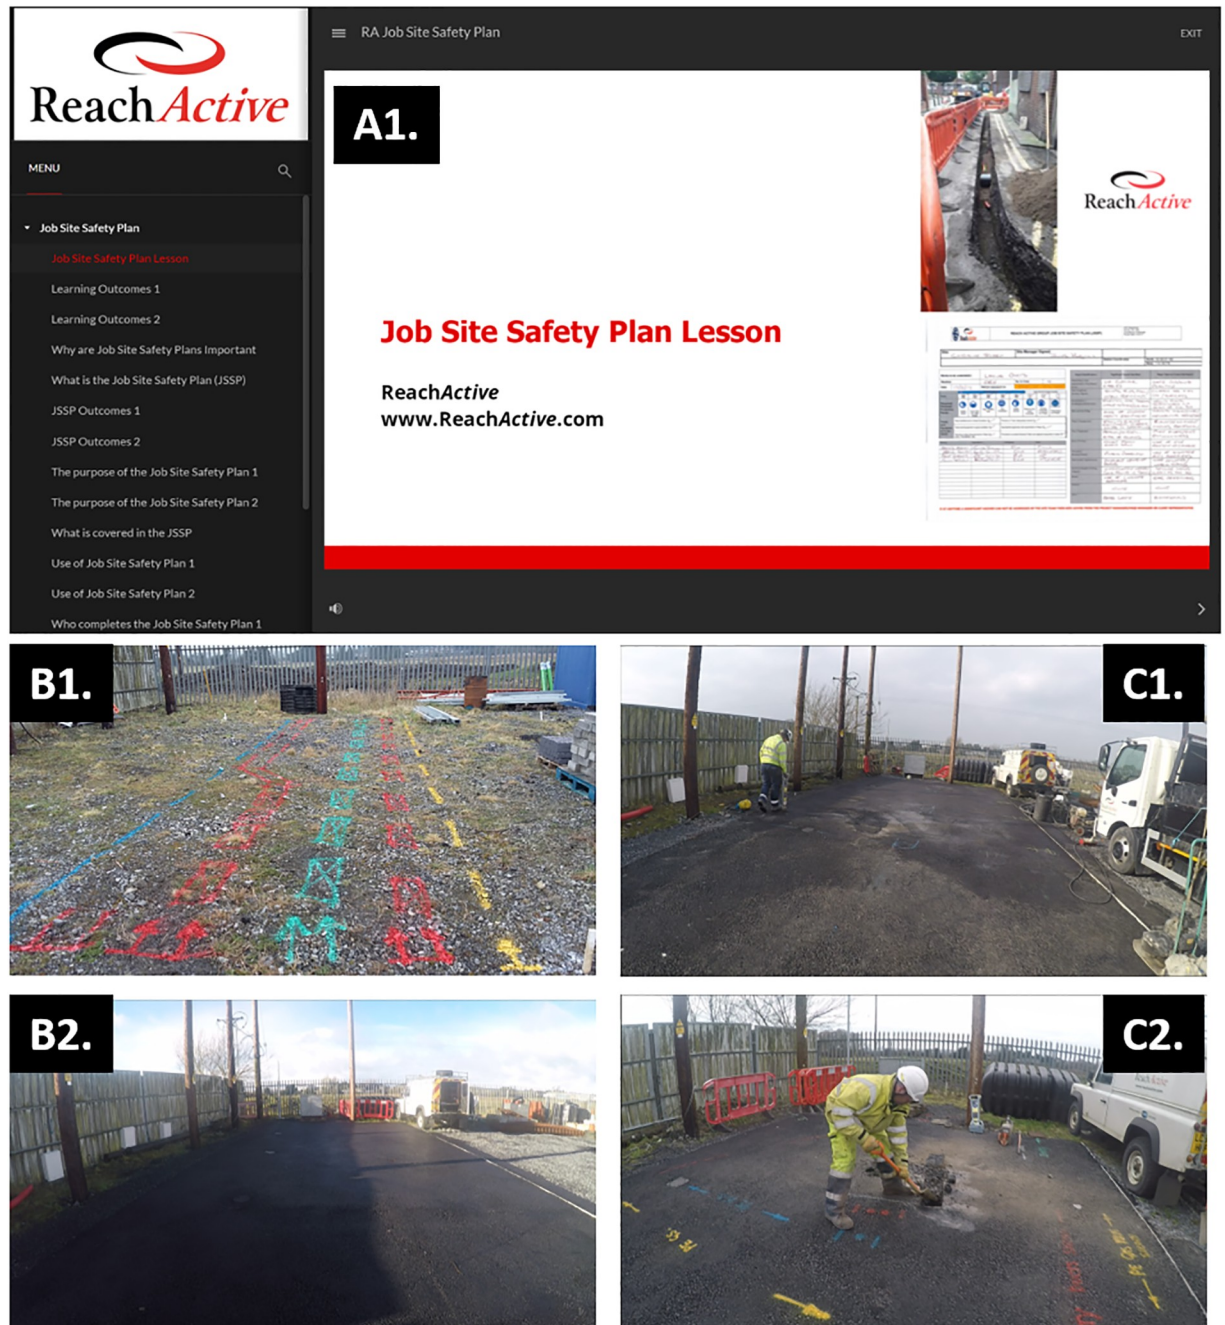 ReachActive
MENU
Job Site Safety Plan
Job Site Safety Plan Lesson
Learning Outcomes 1
Learning Outcomes 2
Why are Job Site Safety Plans Important
What is the Job Site Safety Plan (JSSP)
JSSP Outcomes 1
JSSP Outcomes 2
The purpose of the Job Site Safety Plan 1
The purpose of the Job Site Safety Plan 2
What is covered in the JSSP
Use of Job Site Safety Plan 1
Use of Job Site Safety Plan 2
Who completes the Job Site Safety Plan 1
RA Job Site Safety Plan
EXIT
A1.
ReachActive
Job Site Safety Plan Lesson
ReachActive
www.ReachActive.com
B1.
C1.
B2.
C2.
Reach Active